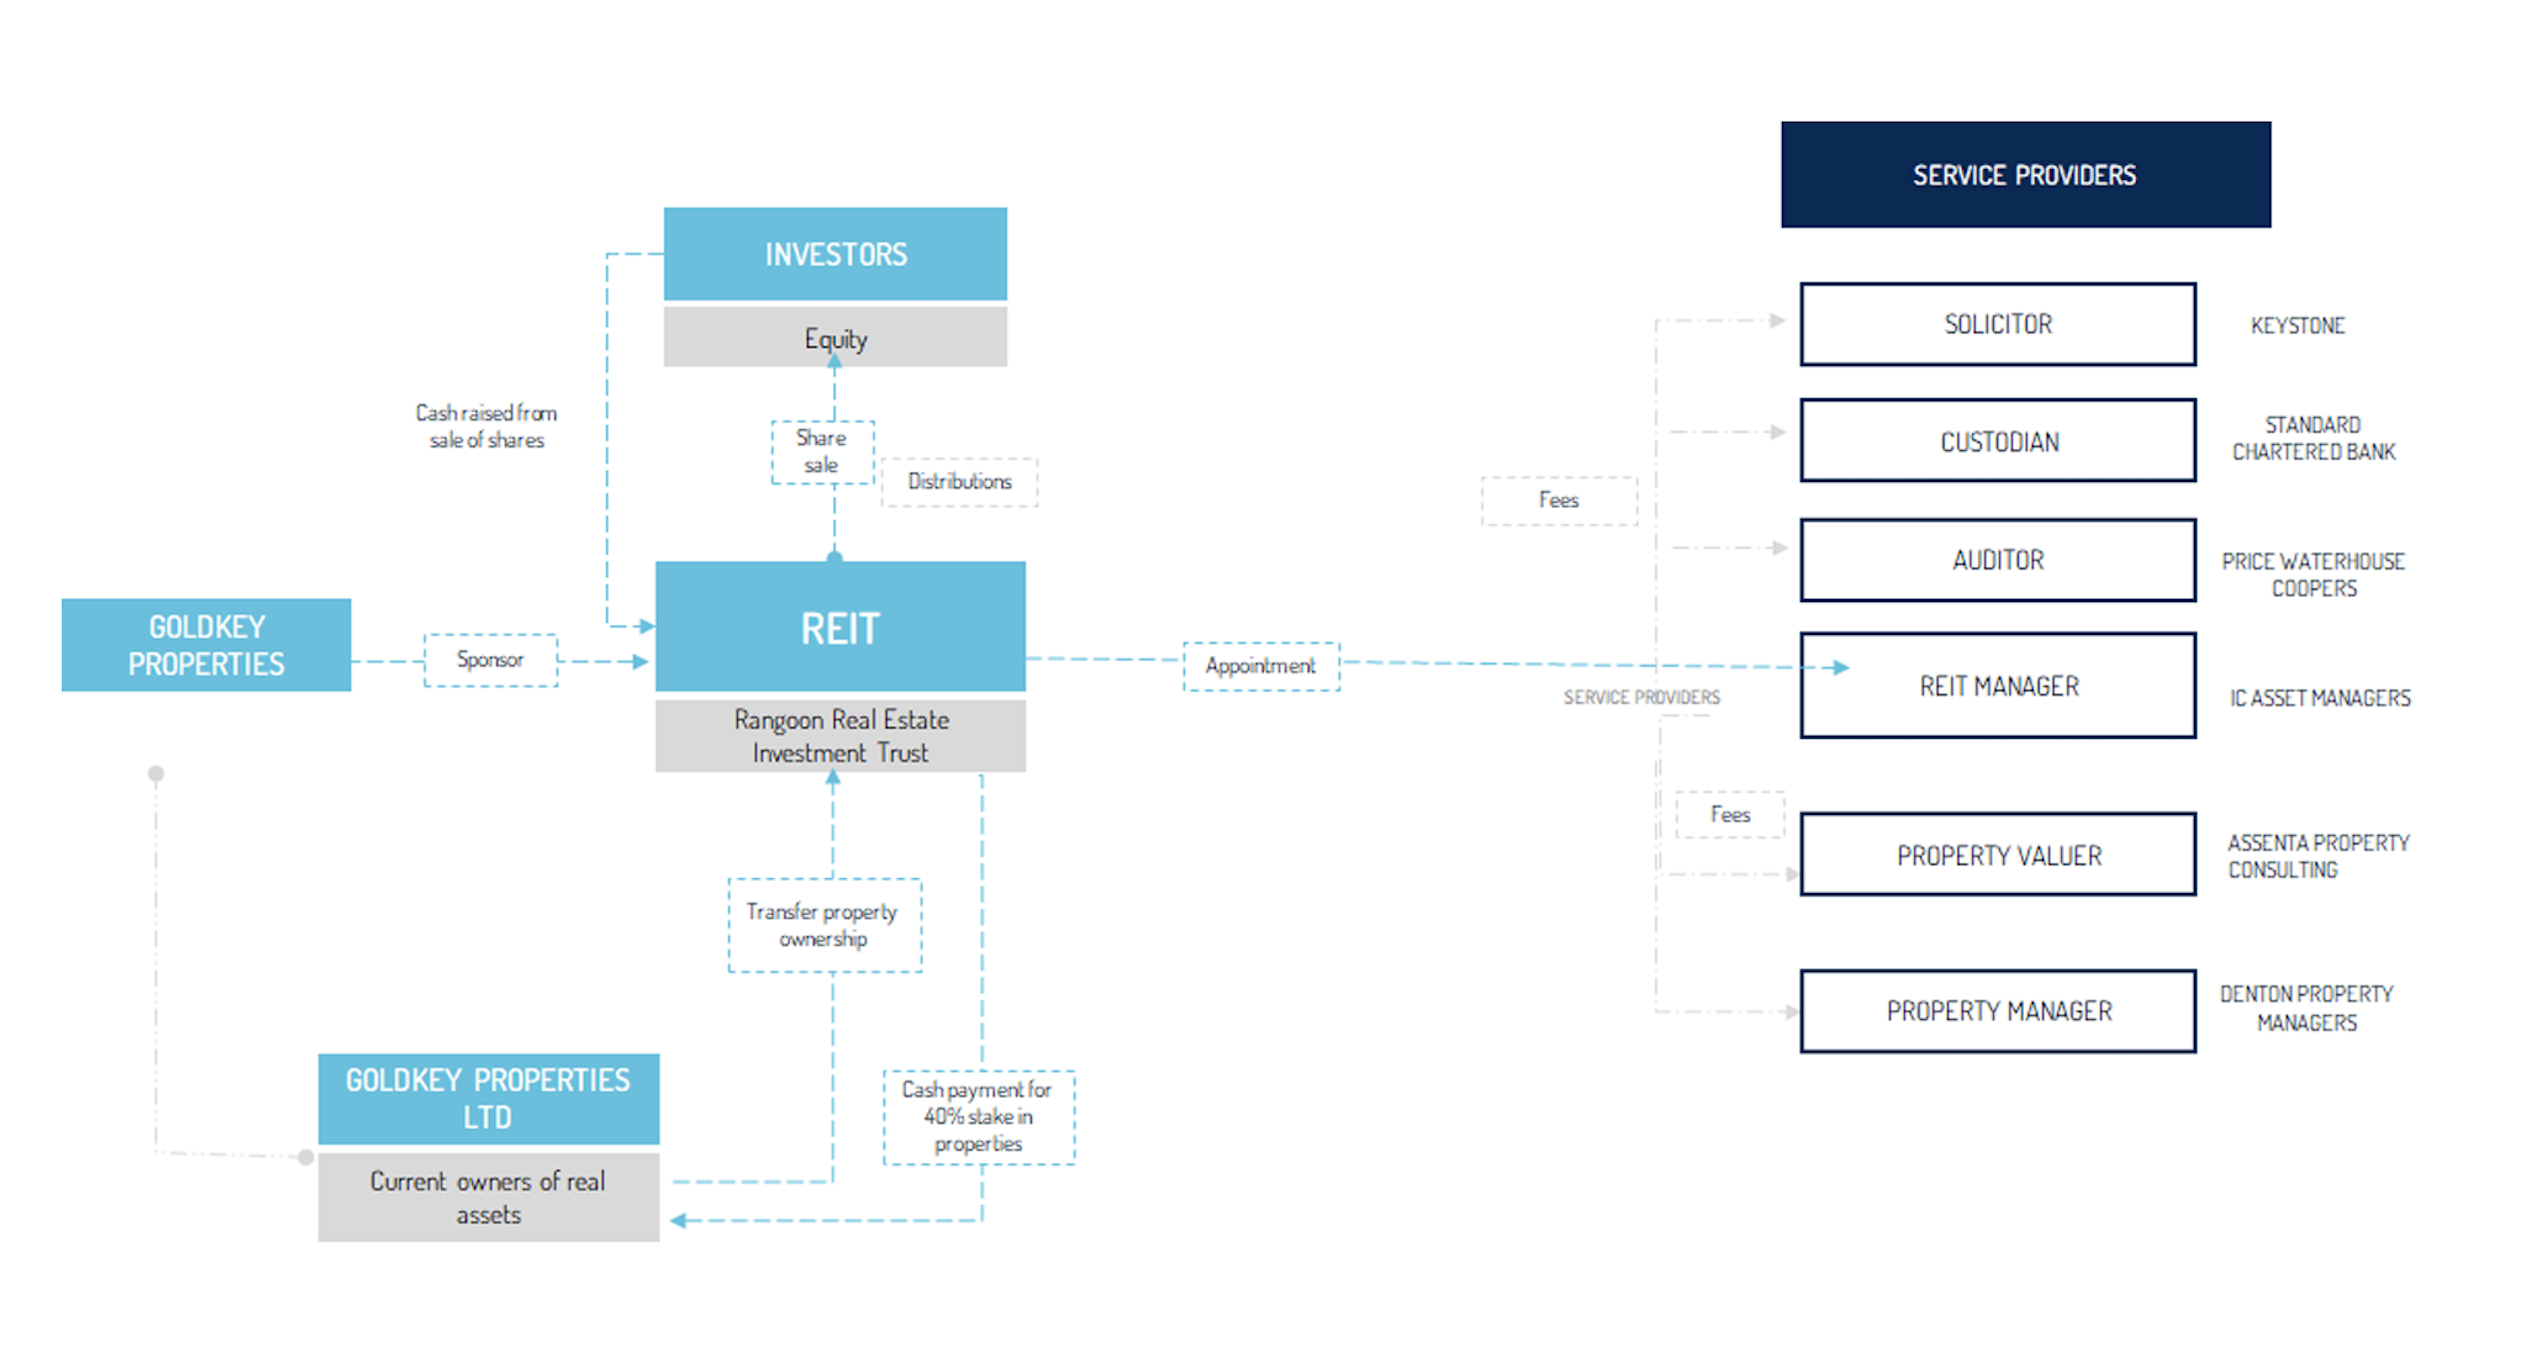 SERVICE PROVIDERS
INVESTORS
Equity
Cash raised from
sale of shares
Share
sale
Distributions
GOLDKEY
PROPERTIES
Sponsor
REIT
Rangoon Real Estate
Investment Trust
Appointment
Transfer property
ownership
Cash payment for
40% stake in
properties
GOLDKEY PROPERTIES
LTD
Current owners of real
assets
Fees
SERVICE PROVIDERS
Fees
SOLICITOR
KEYSTONE
CUSTODIAN
STANDARD
CHARTERED BANK
AUDITOR
PRICE WATERHOUSE
COOPERS
REIT MANAGER
IC ASSET MANAGERS
PROPERTY VALUER
ASSENTA PROPERTY
CONSULTING
PROPERTY MANAGER
DENTON PROPERTY
MANAGERS